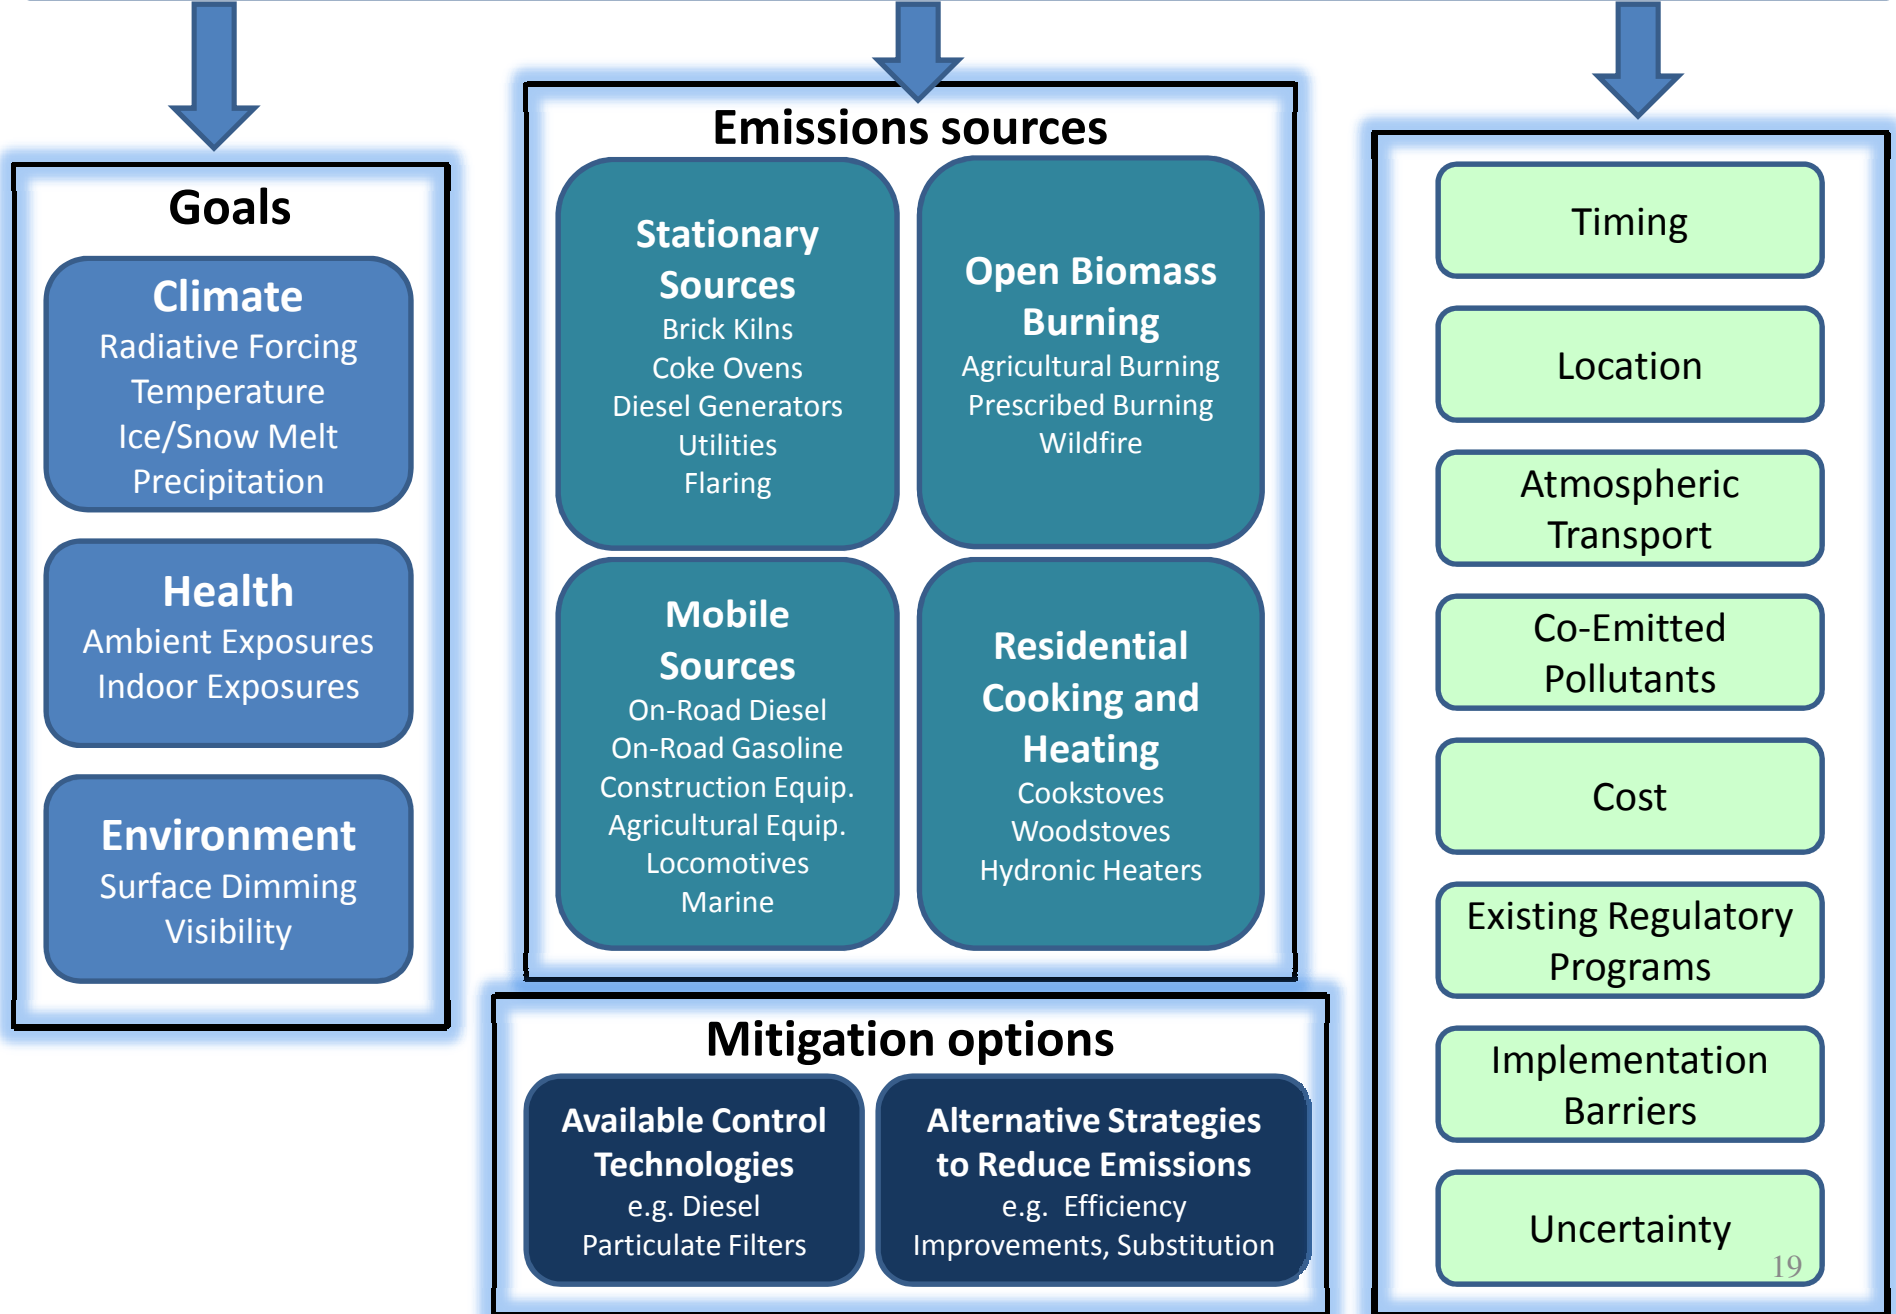 Goals
Climate
Radiative Forcing
Temperature
Ice/Snow Melt
Precipitation
Health
Ambient Exposures
Indoor Exposures
Environment
Surface Dimming
Visibility
Emissions sources
Stationary
Sources
Brick Kilns
Coke Ovens
Diesel Generators
Utilities
Flaring
Open Biomass
Burning
Agricultural Burning
Prescribed Burning
Wildfire
Mobile
Sources
On-Road Diesel
On-Road Gasoline
Construction Equip.
Agricultural Equip.
Locomotives
Marine
Residential
Cooking and
Heating
Cookstoves
Woodstoves
Hydronic Heaters
Mitigation options
Available Control
Technologies
e.g. Diesel
Particulate Filters
Alternative Strategies
to Reduce Emissions
e.g. Efficiency
Improvements, Substitution
Timing
Location
Atmospheric
Transport
Co-Emitted
Pollutants
Cost
Existing Regulatory
Programs
Implementation
Barriers
Uncertainty
19